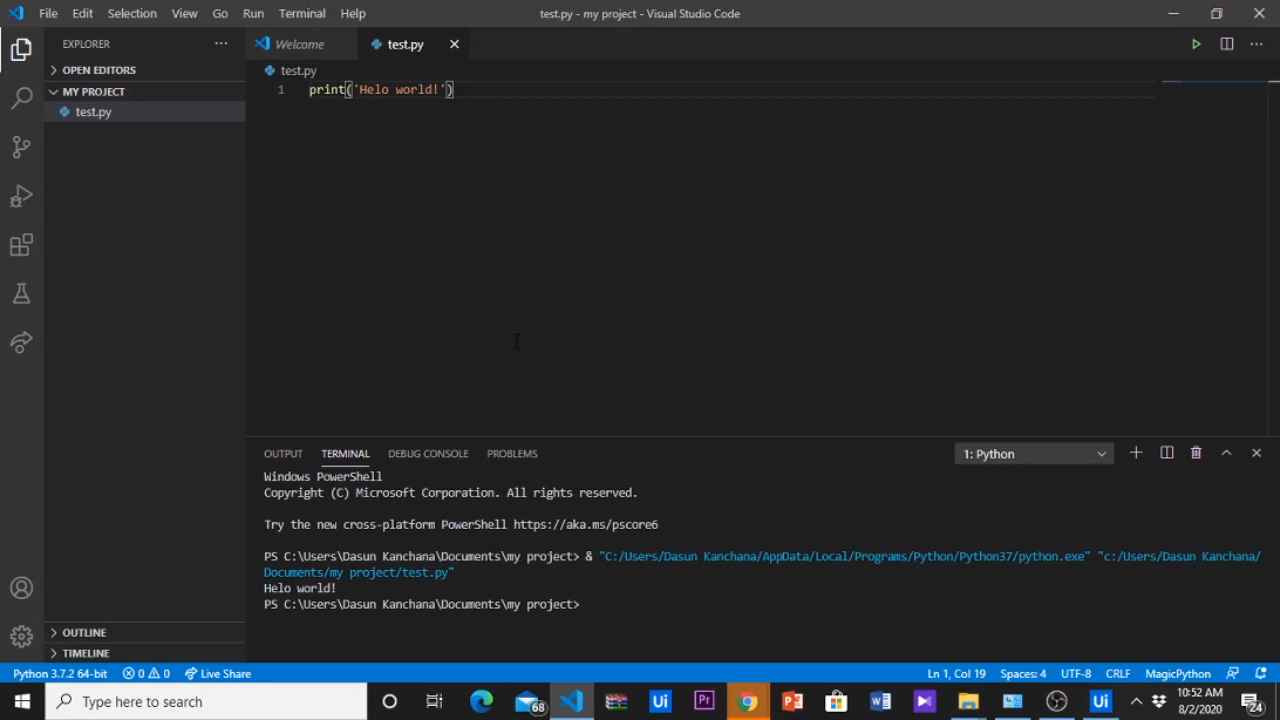 File Edit Selection View Go Run Terminal Help test.py - my project - Visual Studio Code
EXPLORER
Welcome
test.py
OPEN EDITORS
test.py
MY PROJECT
1 print('Helo world!')
test.py
OUTPUT TERMINAL DEBUG CONSOLE PROBLEMS 1: Python
Windows PowerShell
Copyright (C) Microsoft Corporation. All rights reserved.
Try the new cross-platform PowerShell https://aka.ms/pscore6
PS C:\Users\Dasun Kanchana\Documents\my project> & "C:/Users/Dasun Kanchana/AppData/Local/Programs/Python/Python37/python.exe" "c:/Users/Dasun Kanchana/
Documents/my project/test.py"
Helo world!
PS C:\Users\Dasun Kanchana\Documents\my project>
OUTLINE
TIMELINE
Python 3.7.2 64-bit 0 0 Live Share Ln 1, Col 19 Spaces: 4 UTF-8 CRLF MagicPython
Type here to search
68
Ui
Pr
Ui
10:52 AM
8/2/2020
24